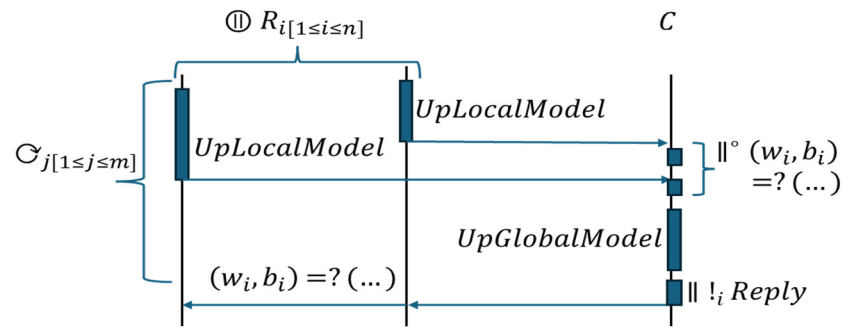 ⏼ R_{i[1≤i≤n]}
C
UpLocalModel
UpLocalModel
↻_{j[1≤j≤m]}
||° (w_i, b_i)
=? (...)
UpGlobalModel
(w_i, b_i) =? (...)
|| !_i Reply